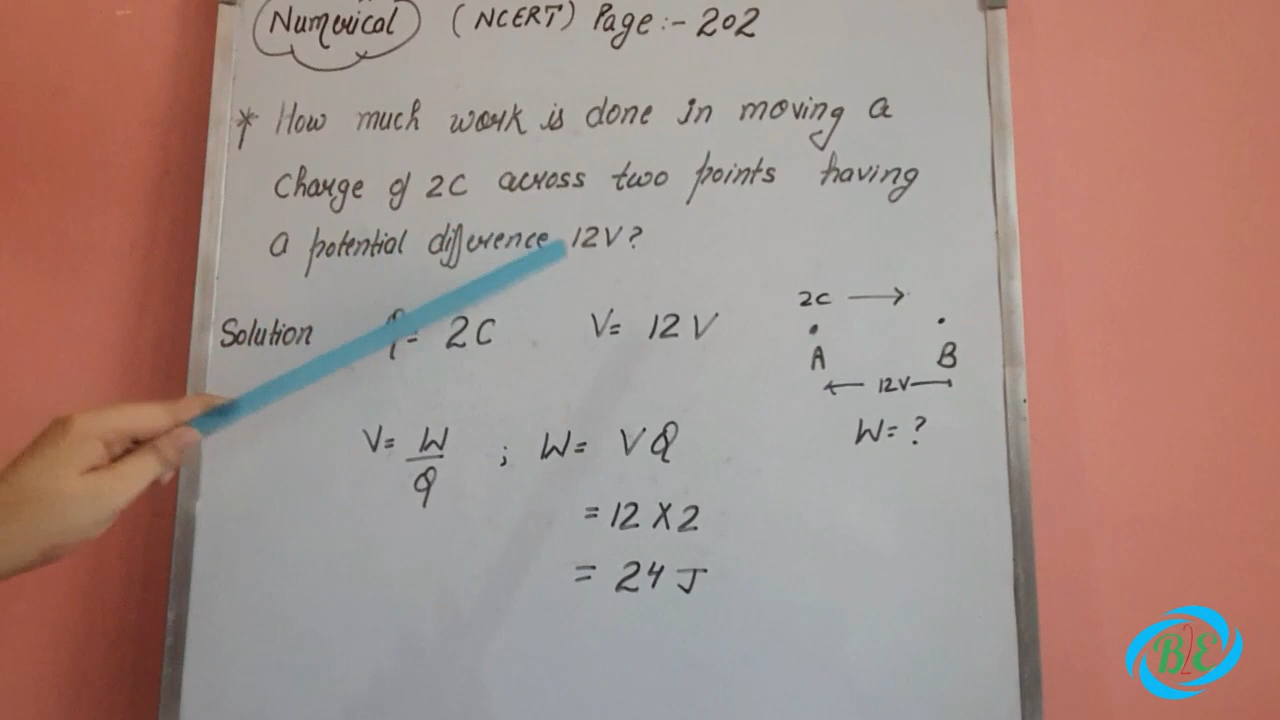 Numerical (NCERT) Page:- 202
* How much work is done in moving a
charge of 2C across two points having
a potential difference 12V?
Solution = 2C V= 12V
2C →
A B
← 12V —
W= ?
V= W/Q ; W= VQ
= 12 X 2
= 24 J
B2E